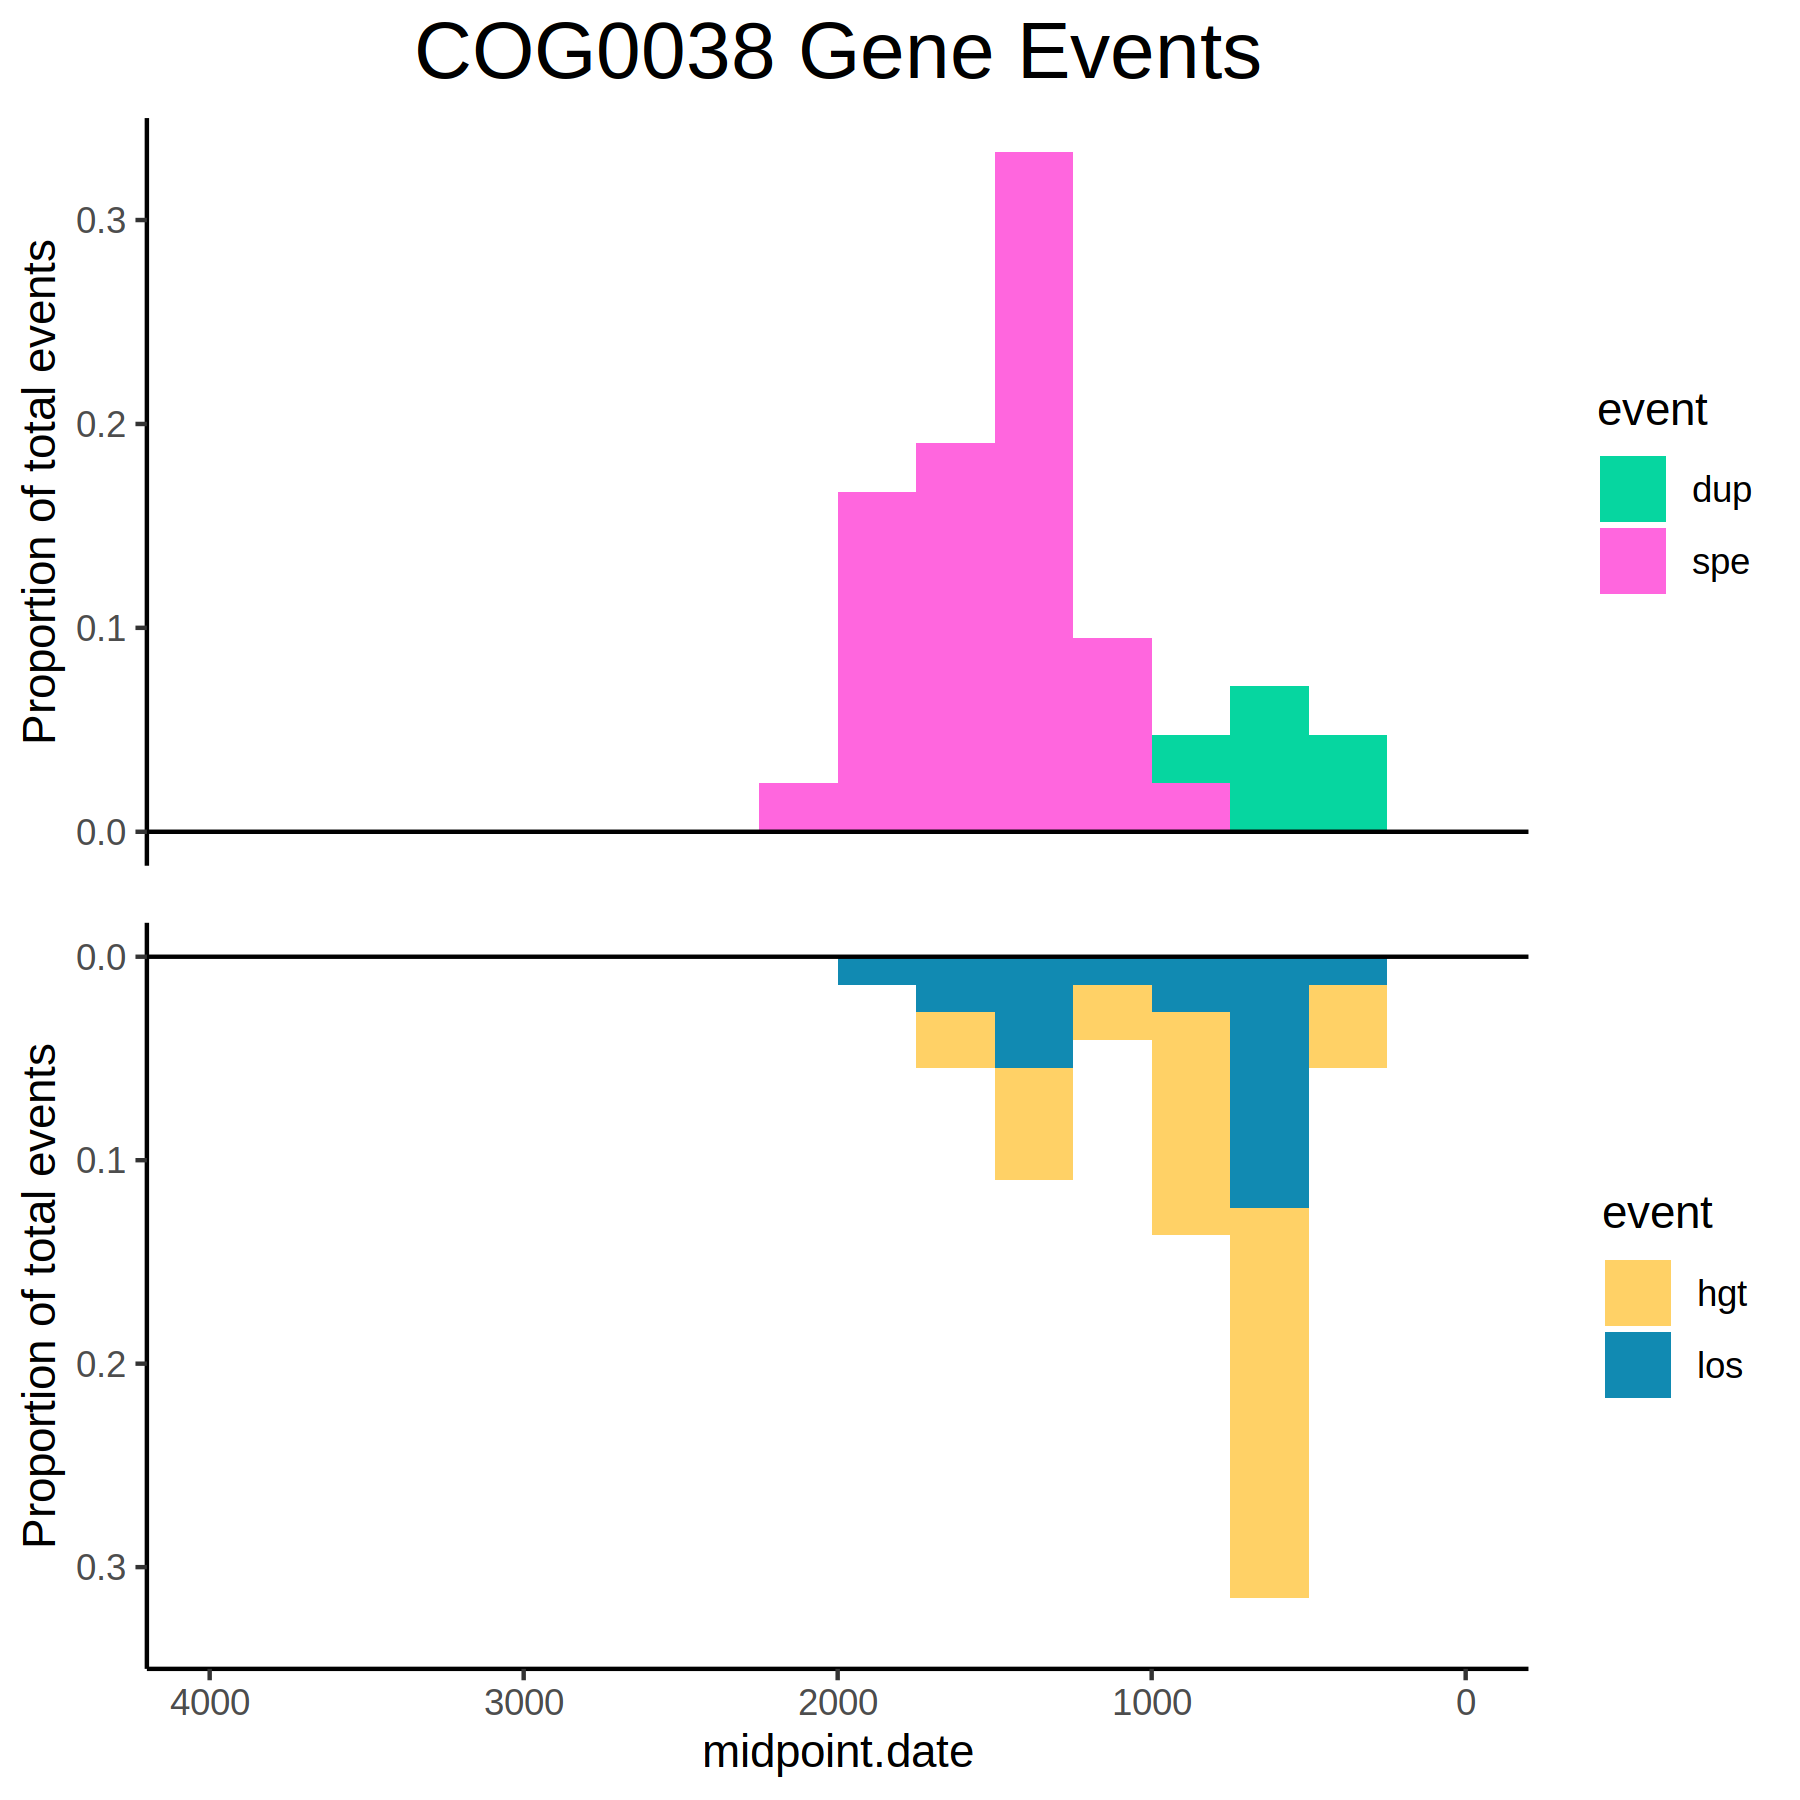 COG0038 Gene Events
Proportion of total events
0.3
0.2
0.1
0.0
event
dup
spe
Proportion of total events
0.0
0.1
0.2
0.3
event
hgt
los
4000 3000 2000 1000 0
midpoint.date